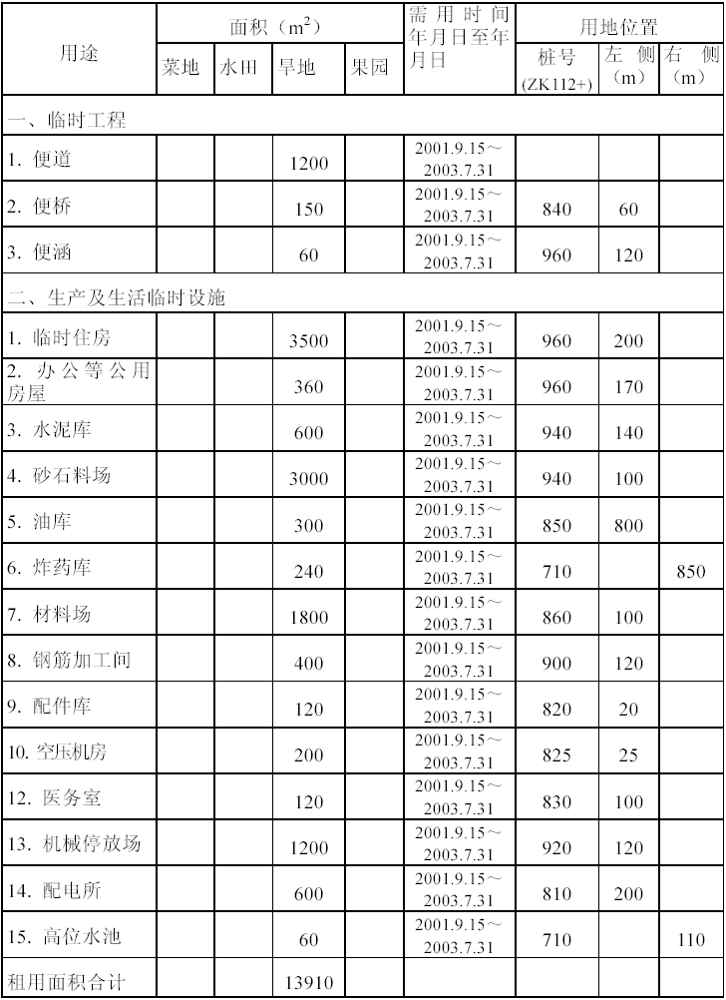 用途 面积（m²） 需用时间年月日至年月日 用地位置
菜地 水田 旱地 果园 桩号(ZK112+) 左侧（m） 右侧（m）
一、临时工程
1. 便道 1200 2001.9.15～2003.7.31
2. 便桥 150 2001.9.15～2003.7.31 840 60
3. 便涵 60 2001.9.15～2003.7.31 960 120
二、生产及生活临时设施
1. 临时住房 3500 2001.9.15～2003.7.31 960 200
2. 办公等公用房屋 360 2001.9.15～2003.7.31 960 170
3. 水泥库 600 2001.9.15～2003.7.31 940 140
4. 砂石料场 3000 2001.9.15～2003.7.31 940 100
5. 油库 300 2001.9.15～2003.7.31 850 800
6. 炸药库 240 2001.9.15～2003.7.31 710 850
7. 材料场 1800 2001.9.15～2003.7.31 860 100
8. 钢筋加工间 400 2001.9.15～2003.7.31 900 120
9. 配件库 120 2001.9.15～2003.7.31 820 20
10. 空压机房 200 2001.9.15～2003.7.31 825 25
12. 医务室 120 2001.9.15～2003.7.31 830 100
13. 机械停放场 1200 2001.9.15～2003.7.31 920 120
14. 配电所 600 2001.9.15～2003.7.31 810 200
15. 高位水池 60 2001.9.15～2003.7.31 710 110
租用面积合计 13910